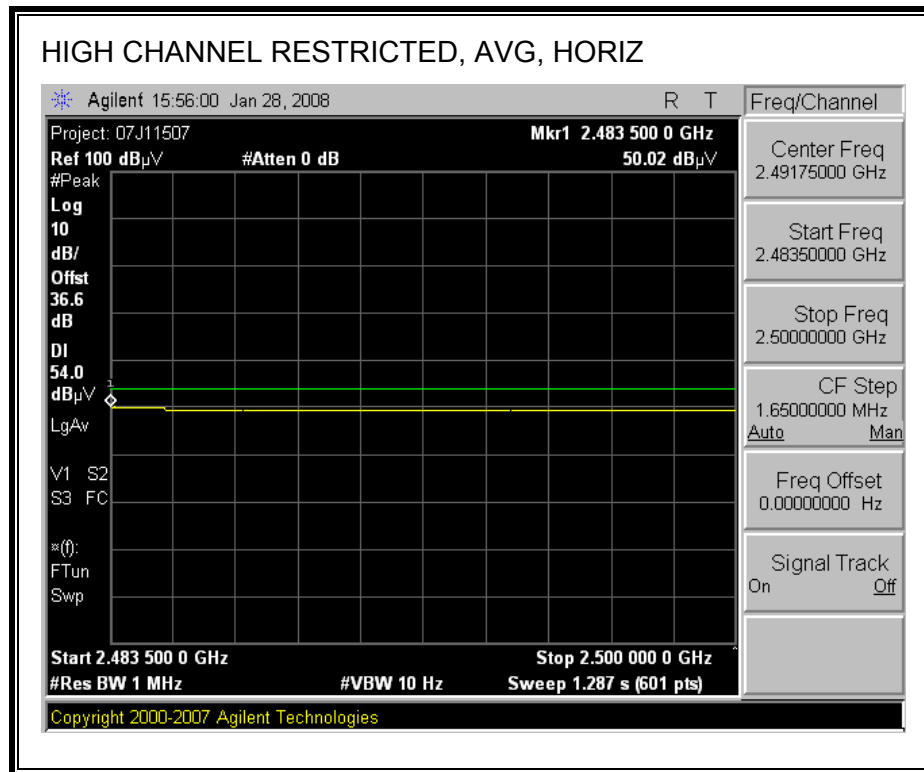 HIGH CHANNEL RESTRICTED, AVG, HORIZ
Agilent 15:56:00 Jan 28, 2008 R T
Freq/Channel
Project: 07J11507 Mkr1 2.483 500 0 GHz
Ref 100 dBµV #Atten 0 dB 50.02 dBµV
#Peak
Log
10
dB/
Offst
36.6
dB
DI
54.0
dBµV
LgAv
V1 S2
S3 FC
¤(f):
FTun
Swp
1
Start 2.483 500 0 GHz Stop 2.500 000 0 GHz
#Res BW 1 MHz #VBW 10 Hz Sweep 1.287 s (601 pts)
Copyright 2000-2007 Agilent Technologies
Center Freq
2.49175000 GHz
Start Freq
2.48350000 GHz
Stop Freq
2.50000000 GHz
CF Step
1.65000000 MHz
Auto Man
Freq Offset
0.00000000 Hz
Signal Track
On Off